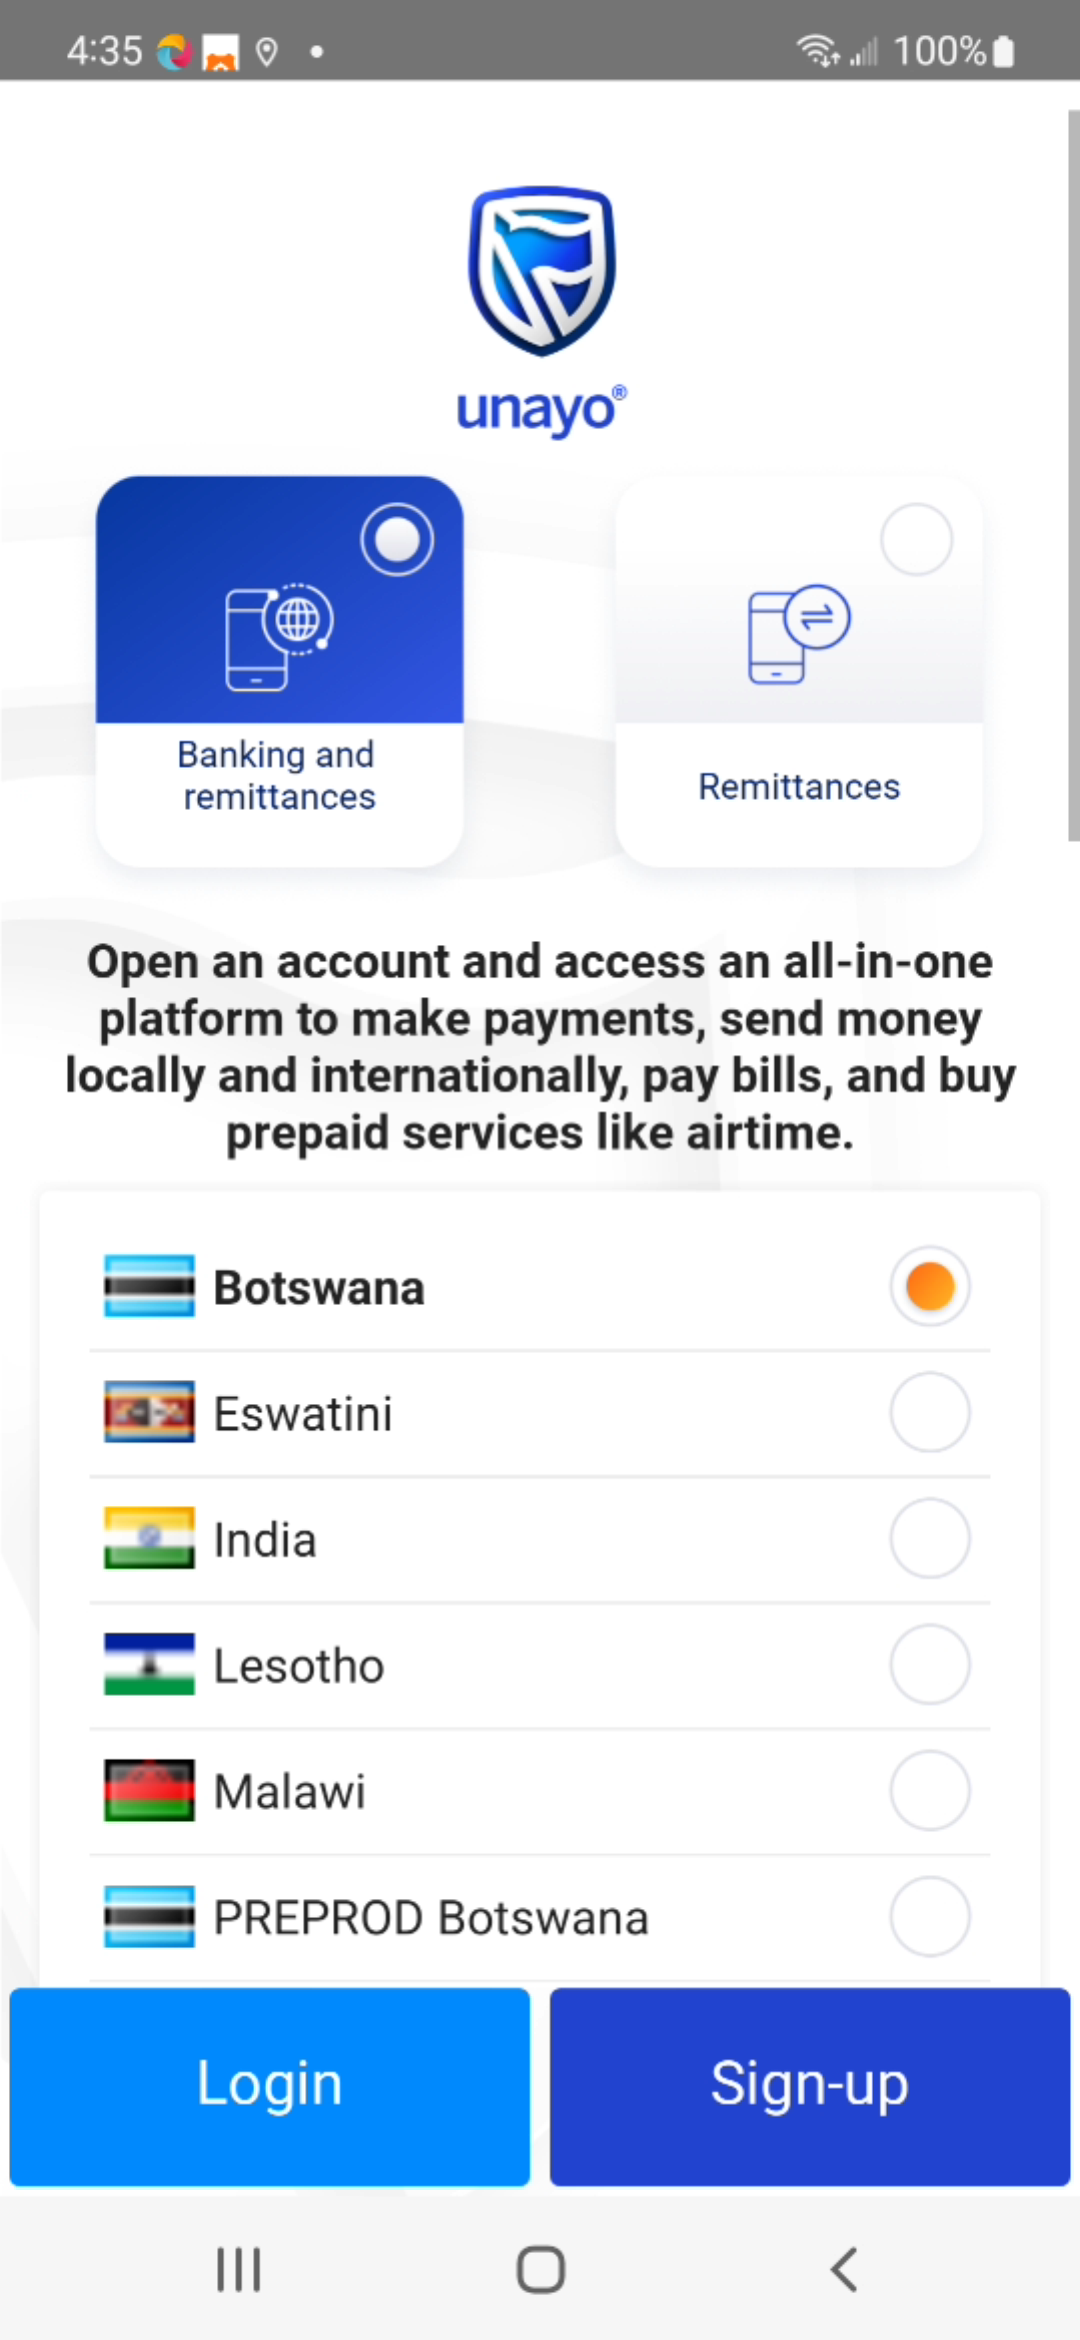 4:35
100%
unayo®
Banking and
remittances
Remittances
Open an account and access an all-in-one
platform to make payments, send money
locally and internationally, pay bills, and buy
prepaid services like airtime.
Botswana
Eswatini
India
Lesotho
Malawi
PREPROD Botswana
Login
Sign-up